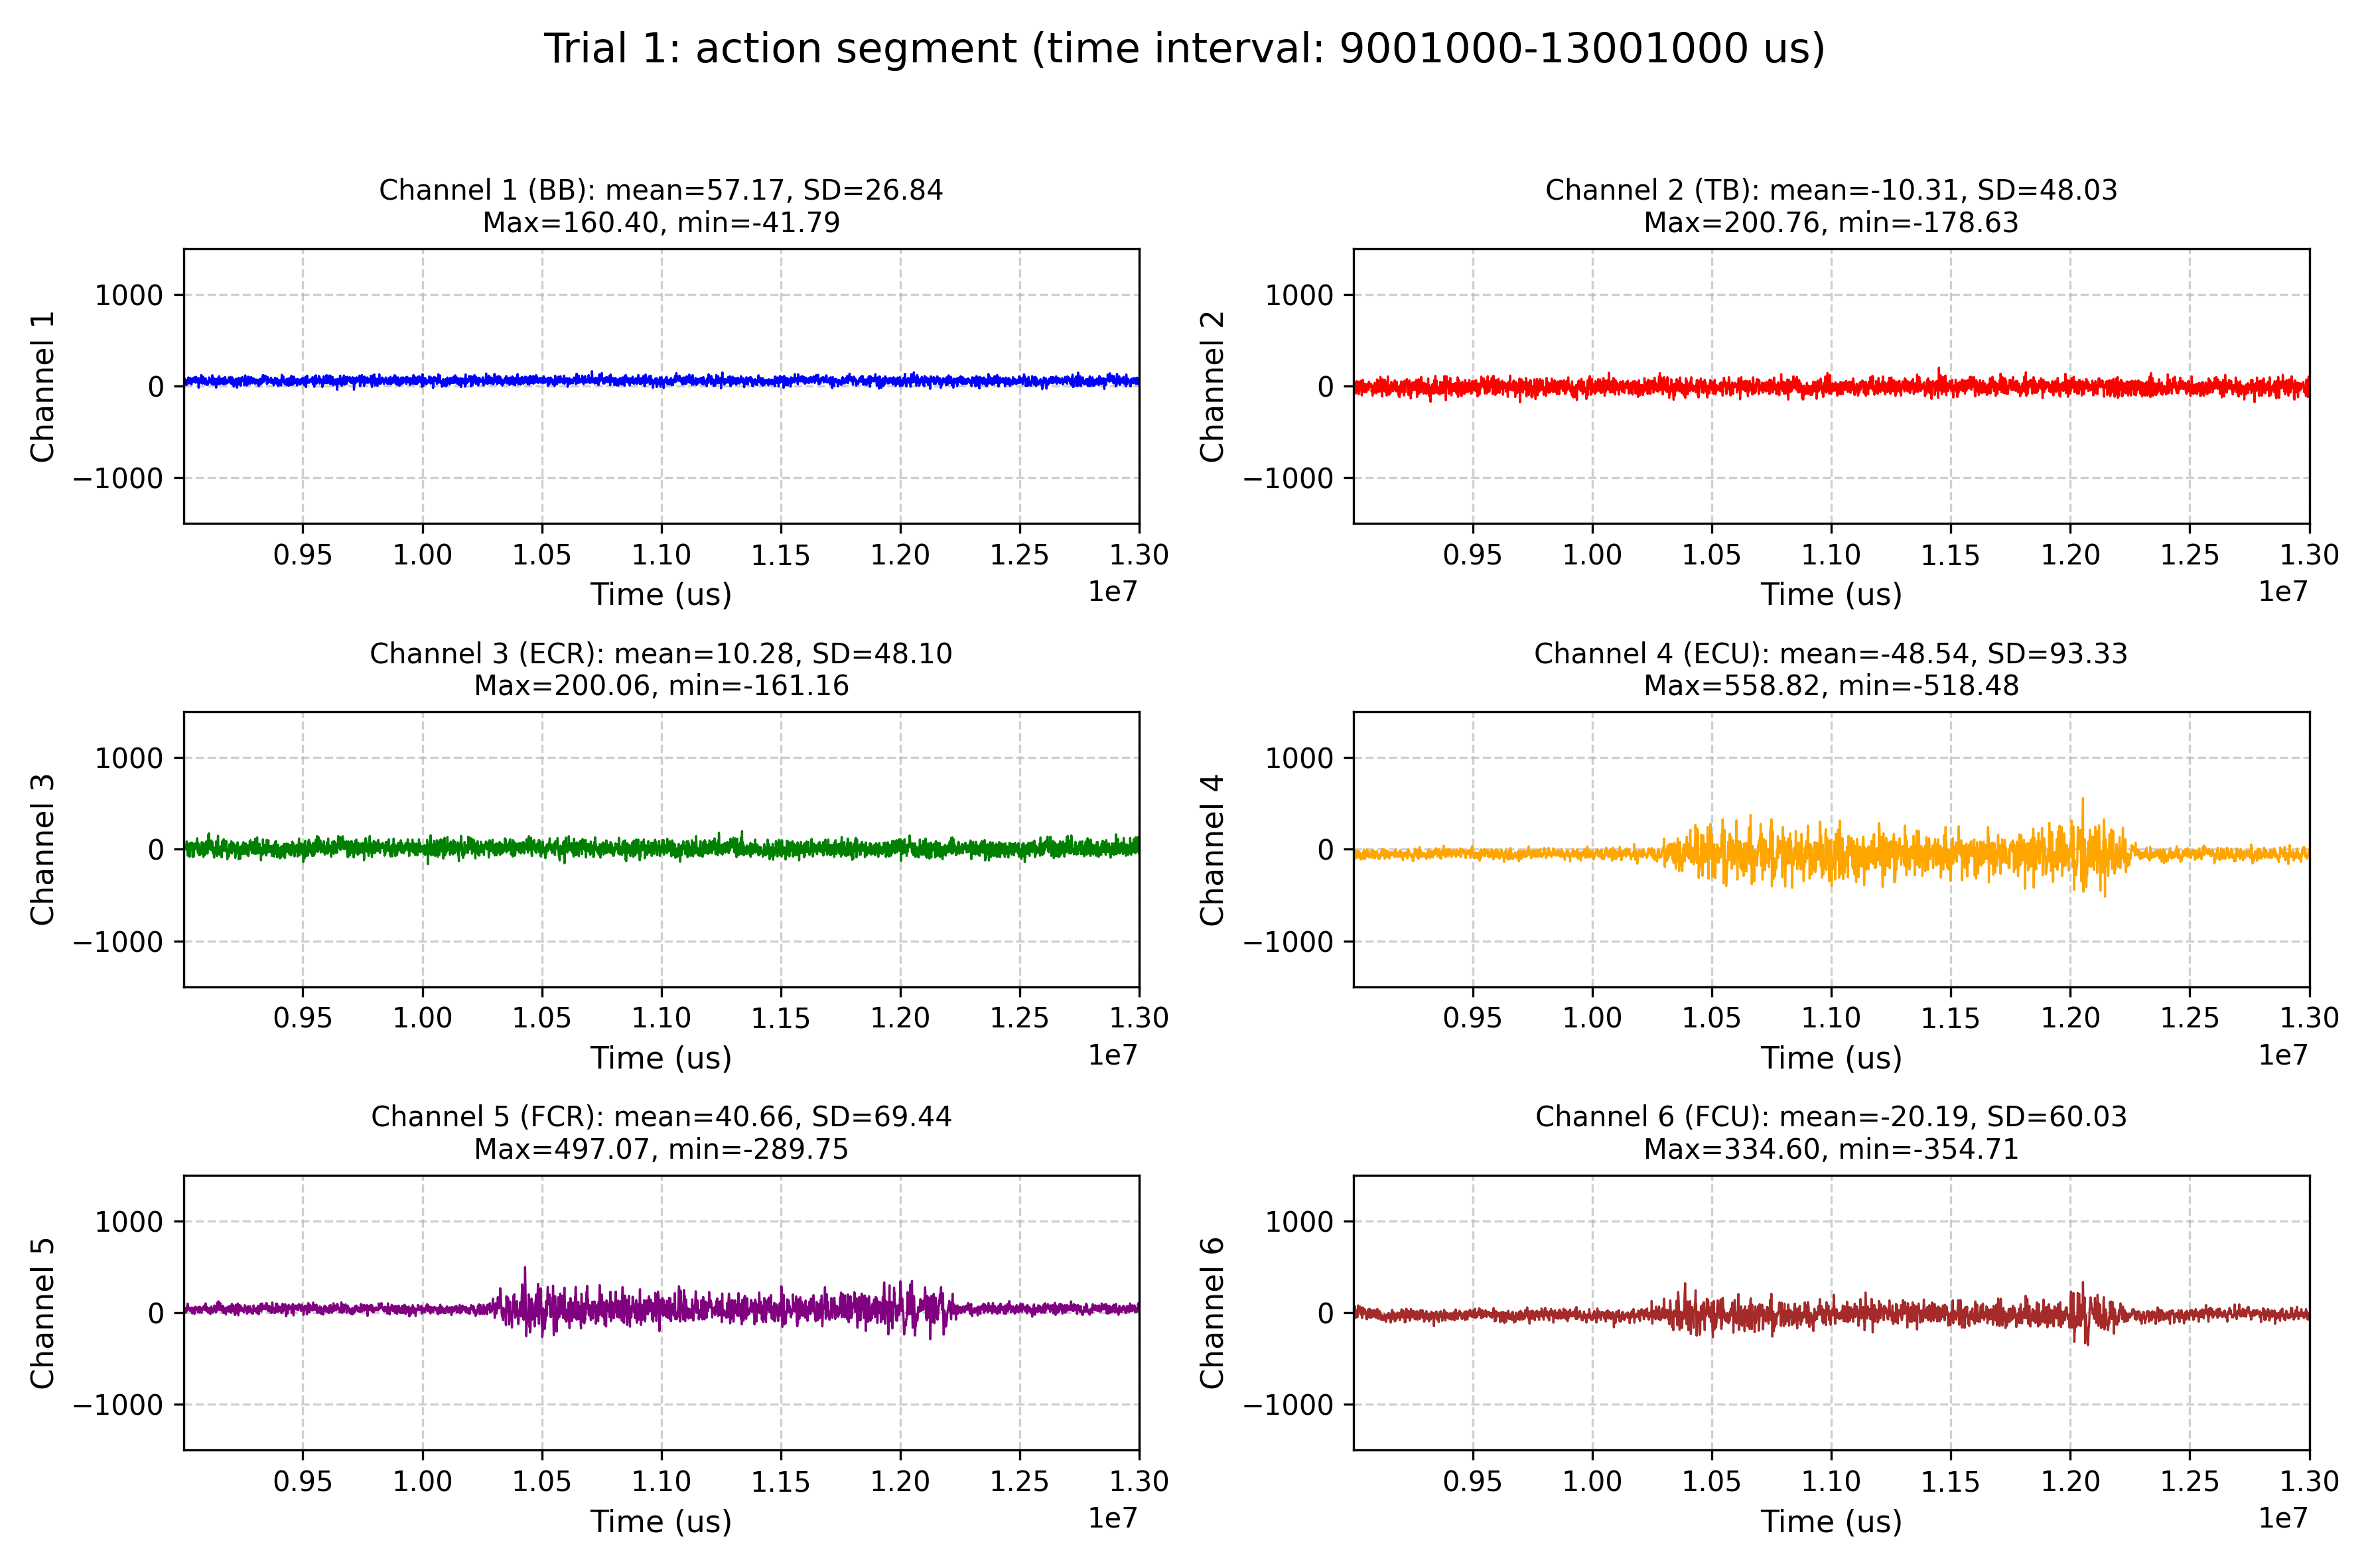 Trial 1: action segment (time interval: 9001000-13001000 us)
Channel 1 (BB): mean=57.17, SD=26.84
Max=160.40, min=-41.79
1000
0
−1000
Channel 1
0.95 1.00 1.05 1.10 1.15 1.20 1.25 1.30
Time (us)
1e7
Channel 2 (TB): mean=-10.31, SD=48.03
Max=200.76, min=-178.63
1000
0
−1000
Channel 2
0.95 1.00 1.05 1.10 1.15 1.20 1.25 1.30
Time (us)
1e7
Channel 3 (ECR): mean=10.28, SD=48.10
Max=200.06, min=-161.16
1000
0
−1000
Channel 3
0.95 1.00 1.05 1.10 1.15 1.20 1.25 1.30
Time (us)
1e7
Channel 4 (ECU): mean=-48.54, SD=93.33
Max=558.82, min=-518.48
1000
0
−1000
Channel 4
0.95 1.00 1.05 1.10 1.15 1.20 1.25 1.30
Time (us)
1e7
Channel 5 (FCR): mean=40.66, SD=69.44
Max=497.07, min=-289.75
1000
0
−1000
Channel 5
0.95 1.00 1.05 1.10 1.15 1.20 1.25 1.30
Time (us)
1e7
Channel 6 (FCU): mean=-20.19, SD=60.03
Max=334.60, min=-354.71
1000
0
−1000
Channel 6
0.95 1.00 1.05 1.10 1.15 1.20 1.25 1.30
Time (us)
1e7